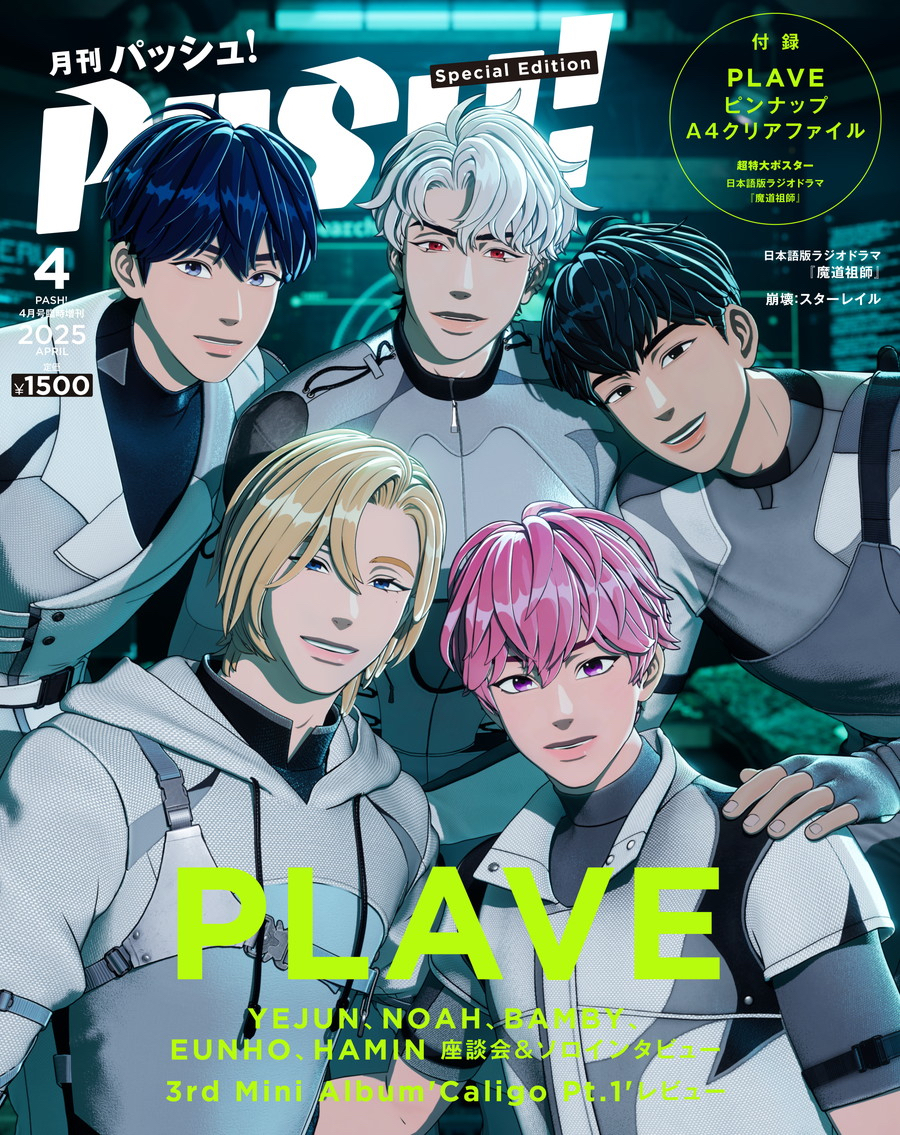 月刊 パッシュ!
PASH!
Special Edition
付録
PLAVE
ピンナップ
A4クリアファイル
超特大ポスター
日本語版ラジオドラマ
『魔道祖師』
日本語版ラジオドラマ
『魔道祖師』
崩壊:スターレイル
4
PASH!
4月号臨時増刊
2025
APRIL
定価
¥1500
PLAVE
YEJUN、NOAH、BAMBY、
EUNHO、HAMIN 座談会&ソロインタビュー
3rd Mini Album'Caligo Pt.1'レビュー